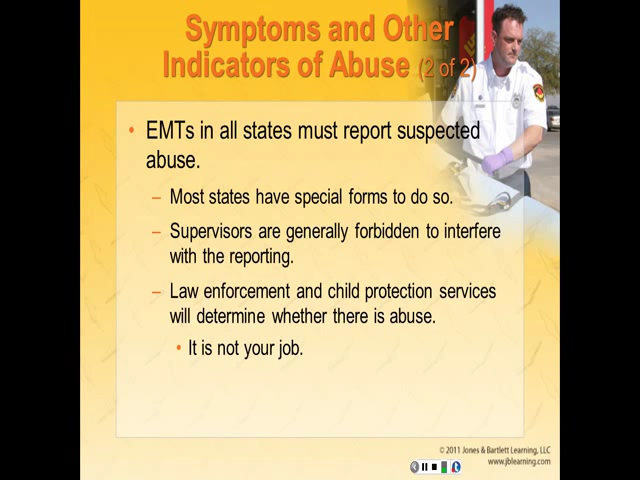 Symptoms and Other
Indicators of Abuse (2 of 2)
• EMTs in all states must report suspected
abuse.
– Most states have special forms to do so.
– Supervisors are generally forbidden to interfere
with the reporting.
– Law enforcement and child protection services
will determine whether there is abuse.
• It is not your job.
© 2011 Jones & Bartlett Learning, LLC
www.jblearning.com